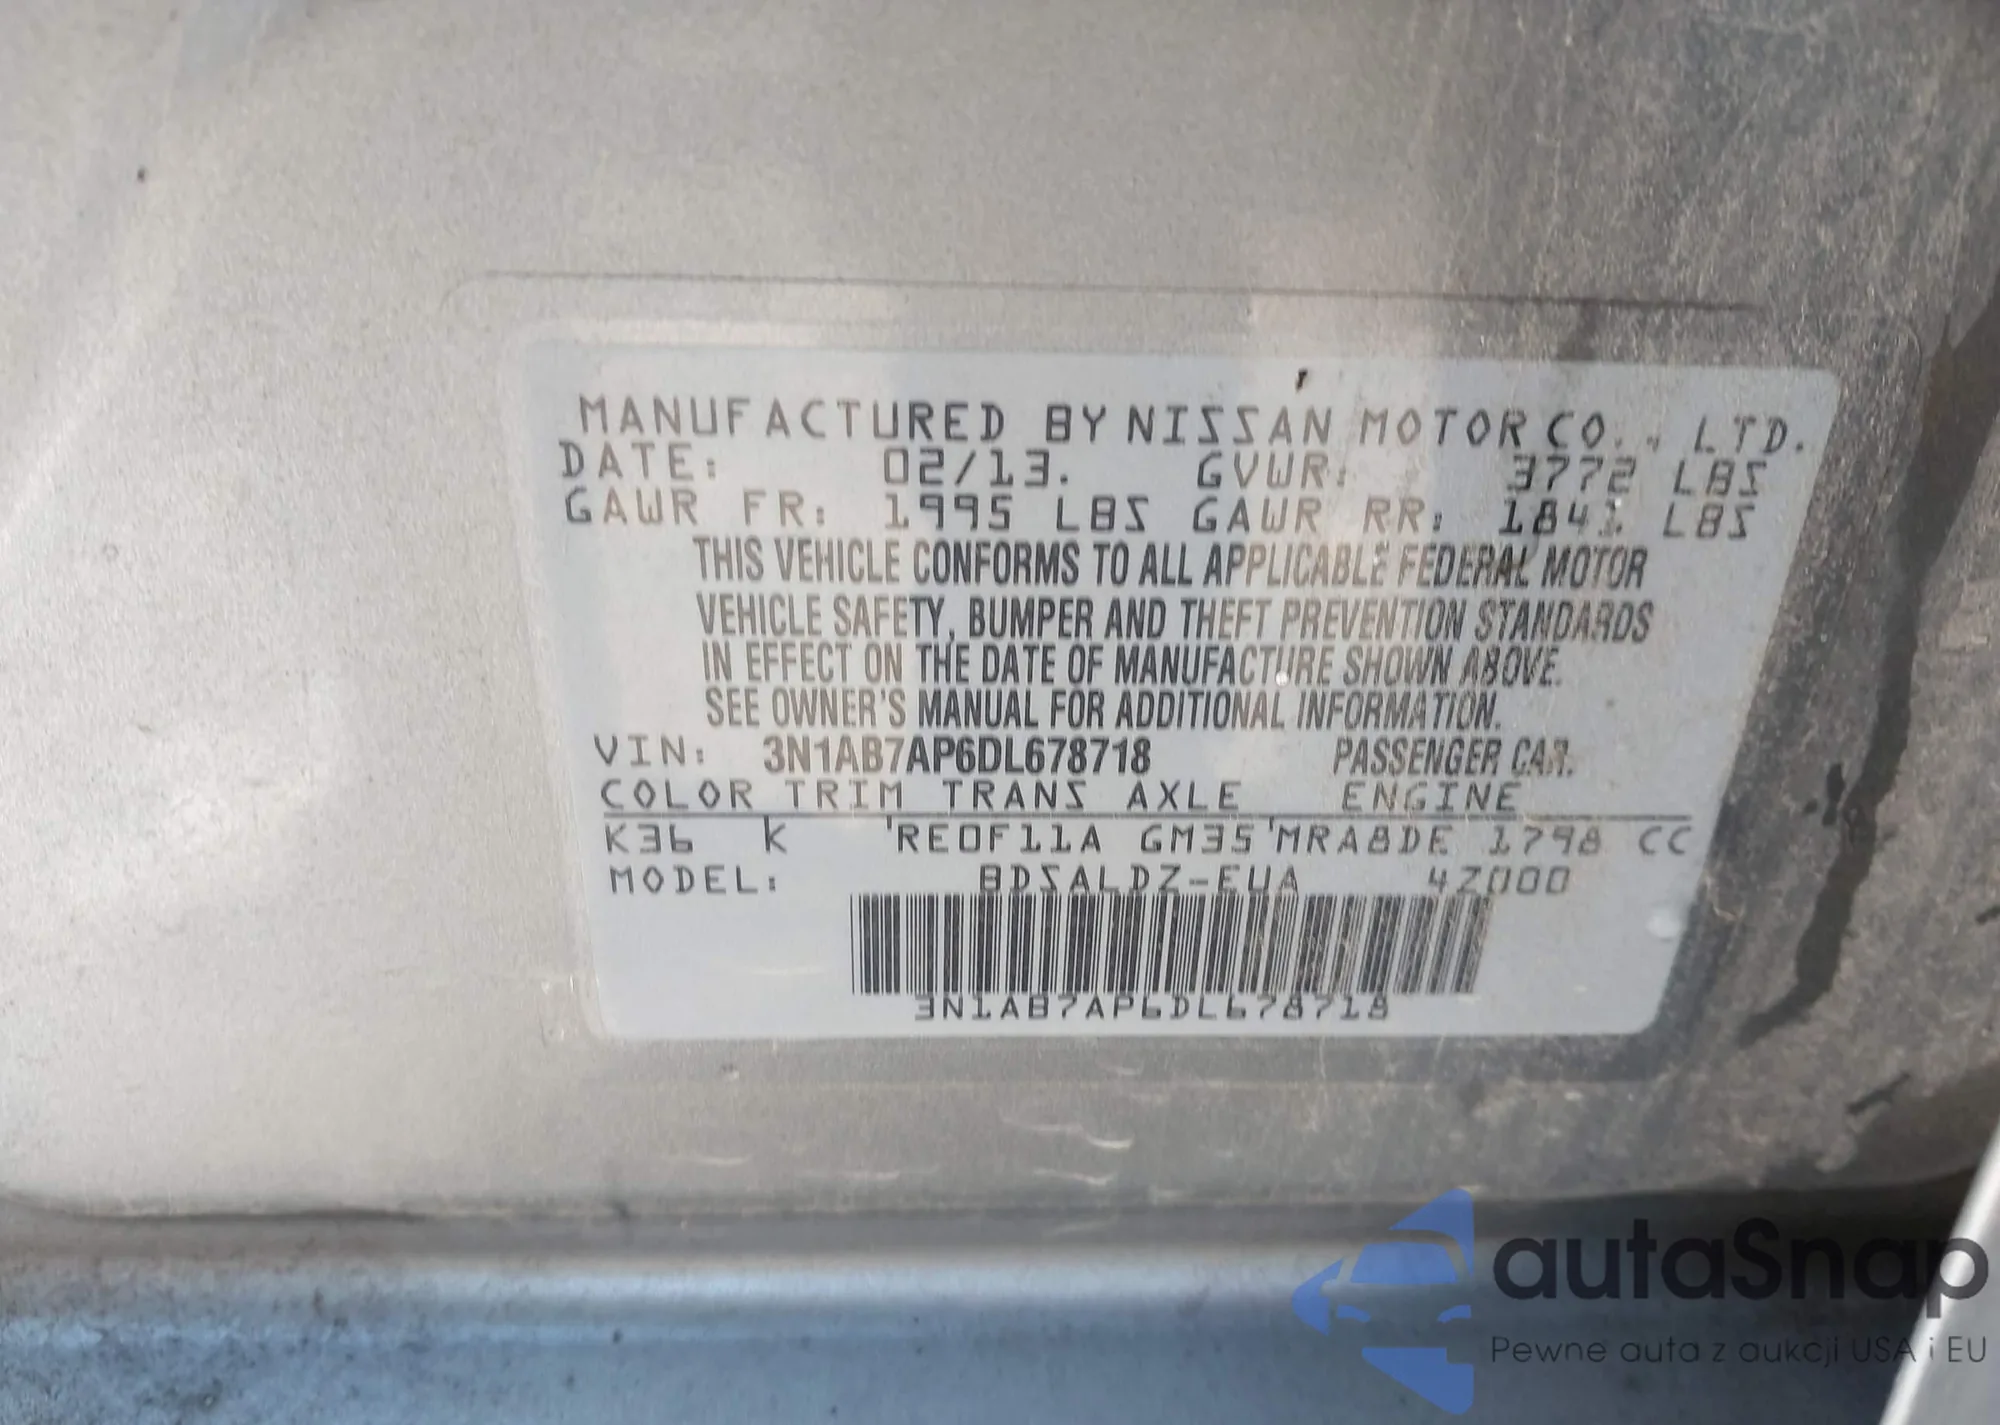 MANUFACTURED BY NISSAN MOTOR CO., LTD.
DATE: 02/13. GVWR: 3772 LBS
GAWR FR: 1995 LBS GAWR RR: 1841 LBS
THIS VEHICLE CONFORMS TO ALL APPLICABLE FEDERAL MOTOR
VEHICLE SAFETY, BUMPER AND THEFT PREVENTION STANDARDS
IN EFFECT ON THE DATE OF MANUFACTURE SHOWN ABOVE.
SEE OWNER'S MANUAL FOR ADDITIONAL INFORMATION.
VIN: 3N1AB7AP6DL678718 PASSENGER CAR.
COLOR TRIM TRANS AXLE ENGINE
K36 K 'RE0F11A GM35'MRA8DE 1798 CC
MODEL: BDSALDZ-EUA 4Z000
3N1AB7AP6DL678718
autaSnap
Pewne auta z aukcji USA i EU